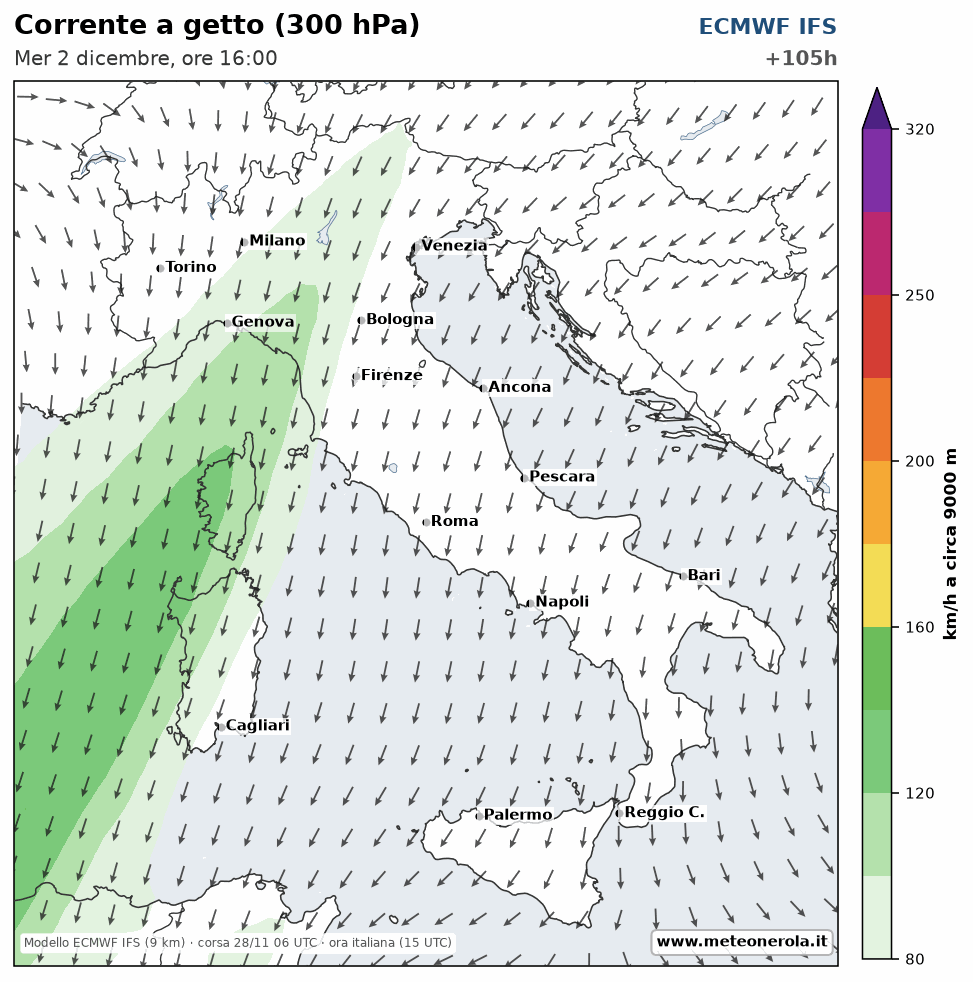 Corrente a getto (300 hPa)
ECMWF IFS
Mer 2 dicembre, ore 16:00
+105h
Milano
Venezia
Torino
Genova
Bologna
Firenze
Ancona
Pescara
Roma
Bari
Napoli
Cagliari
Palermo
Reggio C.
320
250
200
160
120
80
km/h a circa 9000 m
Modello ECMWF IFS (9 km) · corsa 28/11 06 UTC · ora italiana (15 UTC)
www.meteonerola.it